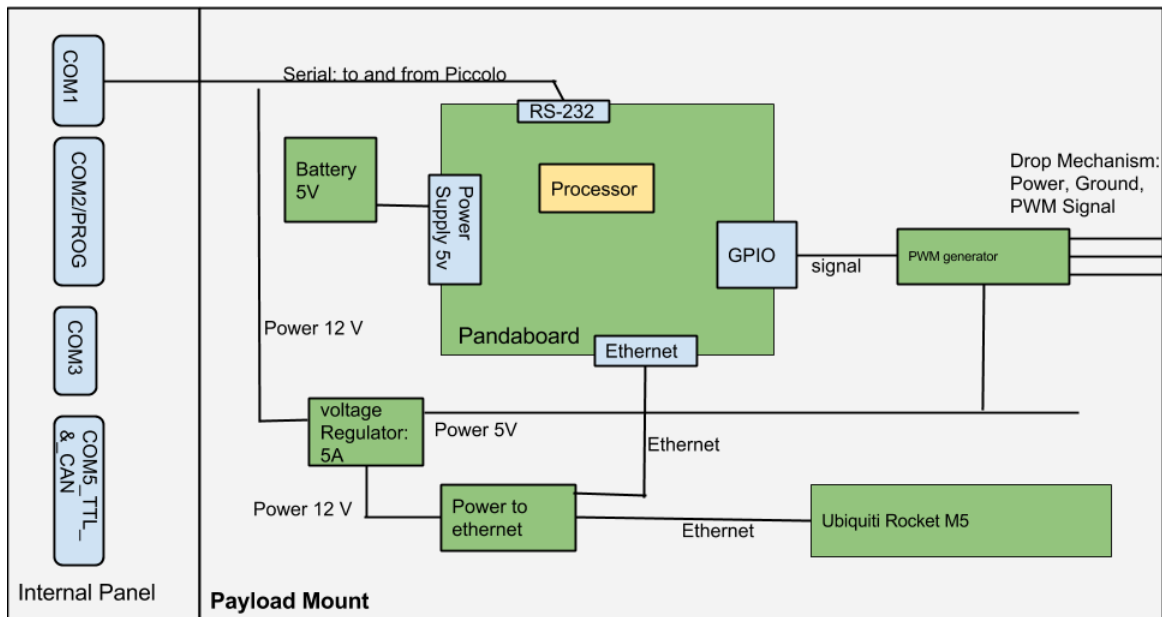 COM1
COM2/PROG
COM3
COM5_TTL_
&_CAN
Internal Panel
Serial: to and from Piccolo
RS-232
Battery
5V
Power
Supply 5v
Processor
GPIO
signal
PWM generator
Drop Mechanism:
Power, Ground,
PWM Signal
Pandaboard
Ethernet
Power 12 V
voltage
Regulator:
5A
Power 5V
Ethernet
Power 12 V
Power to
ethernet
Ethernet
Ubiquiti Rocket M5
Payload Mount